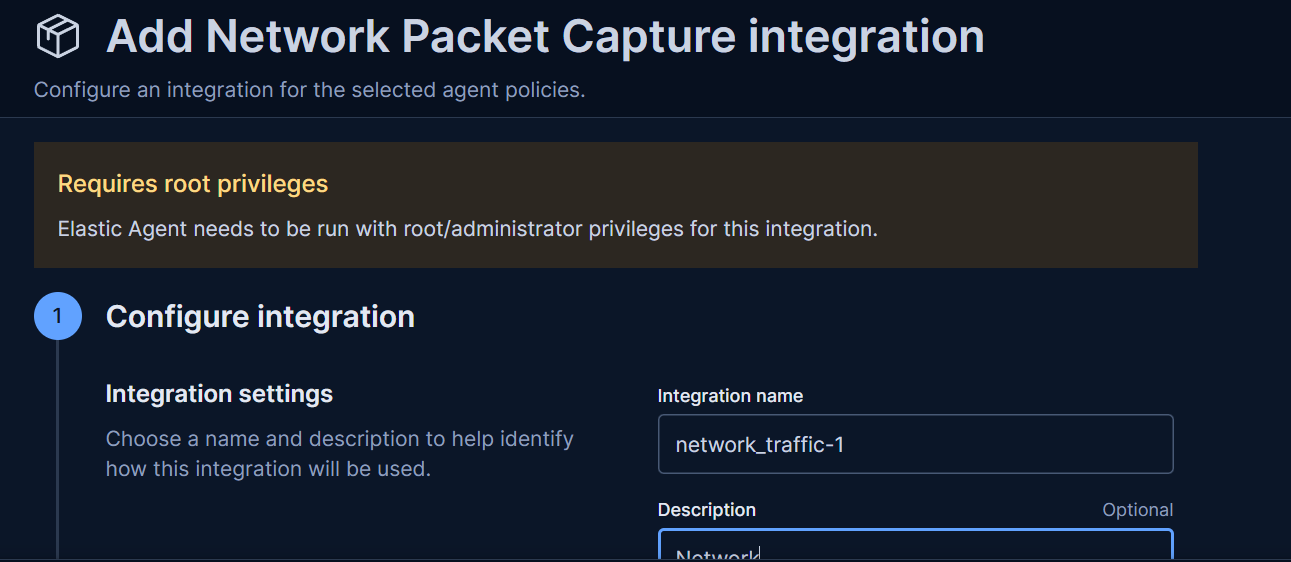 Add Network Packet Capture integration
Configure an integration for the selected agent policies.
Requires root privileges
Elastic Agent needs to be run with root/administrator privileges for this integration.
1
Configure integration
Integration settings
Choose a name and description to help identify
how this integration will be used.
Integration name
network_traffic-1
Description
Optional
Network